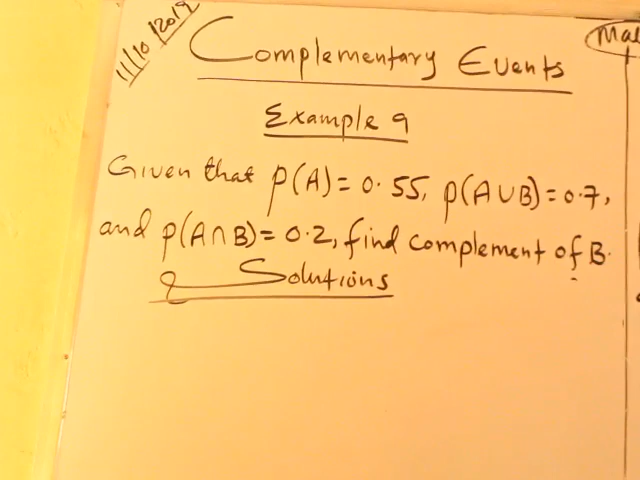 11/10/2019
Complementary Events
Example 9
Given that P(A) = 0.55, P(A∪B) = 0.7,
and P(A∩B) = 0.2, find complement of B.
Solutions